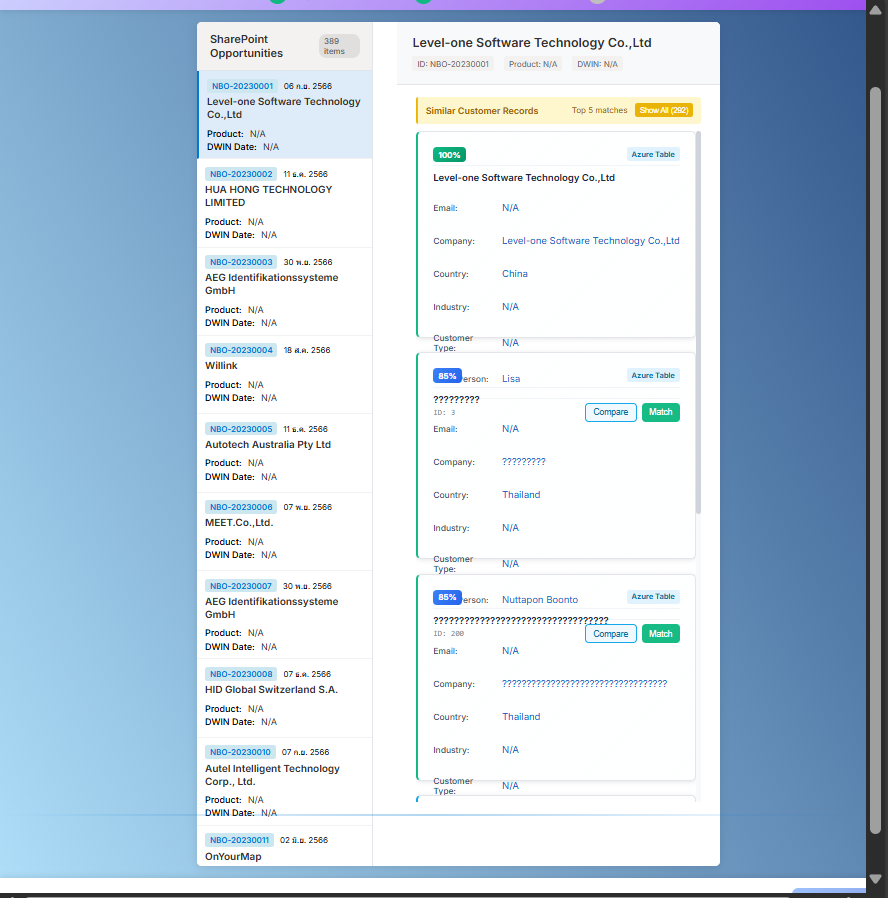 SharePoint
Opportunities
389
items
NBO-20230001 06 ก.ย. 2566
Level-one Software Technology
Co.,Ltd
Product: N/A
DWIN Date: N/A
NBO-20230002 11 ธ.ค. 2566
HUA HONG TECHNOLOGY
LIMITED
Product: N/A
DWIN Date: N/A
NBO-20230003 30 พ.ย. 2566
AEG Identifikationssysteme
GmbH
Product: N/A
DWIN Date: N/A
NBO-20230004 18 ส.ค. 2566
Willink
Product: N/A
DWIN Date: N/A
NBO-20230005 11 ธ.ค. 2566
Autotech Australia Pty Ltd
Product: N/A
DWIN Date: N/A
NBO-20230006 07 พ.ย. 2566
MEET.Co.,Ltd.
Product: N/A
DWIN Date: N/A
NBO-20230007 30 พ.ย. 2566
AEG Identifikationssysteme
GmbH
Product: N/A
DWIN Date: N/A
NBO-20230008 07 ธ.ค. 2566
HID Global Switzerland S.A.
Product: N/A
DWIN Date: N/A
NBO-20230010 07 ก.ย. 2566
Autel Intelligent Technology
Corp., Ltd.
Product: N/A
DWIN Date: N/A
NBO-20230011 02 มิ.ย. 2566
OnYourMap
Level-one Software Technology Co.,Ltd
ID: NBO-20230001 Product: N/A DWIN: N/A
Similar Customer Records Top 5 matches Show All (292)
100% Azure Table
Level-one Software Technology Co.,Ltd
Email: N/A
Company: Level-one Software Technology Co.,Ltd
Country: China
Industry: N/A
Customer
Type: N/A
85% erson: Lisa Azure Table
?????????
ID: 3 Compare Match
Email: N/A
Company: ?????????
Country: Thailand
Industry: N/A
Customer
Type: N/A
85% erson: Nuttapon Boonto Azure Table
??????????????????????????????????
ID: 200 Compare Match
Email: N/A
Company: ??????????????????????????????????
Country: Thailand
Industry: N/A
Customer
Type: N/A